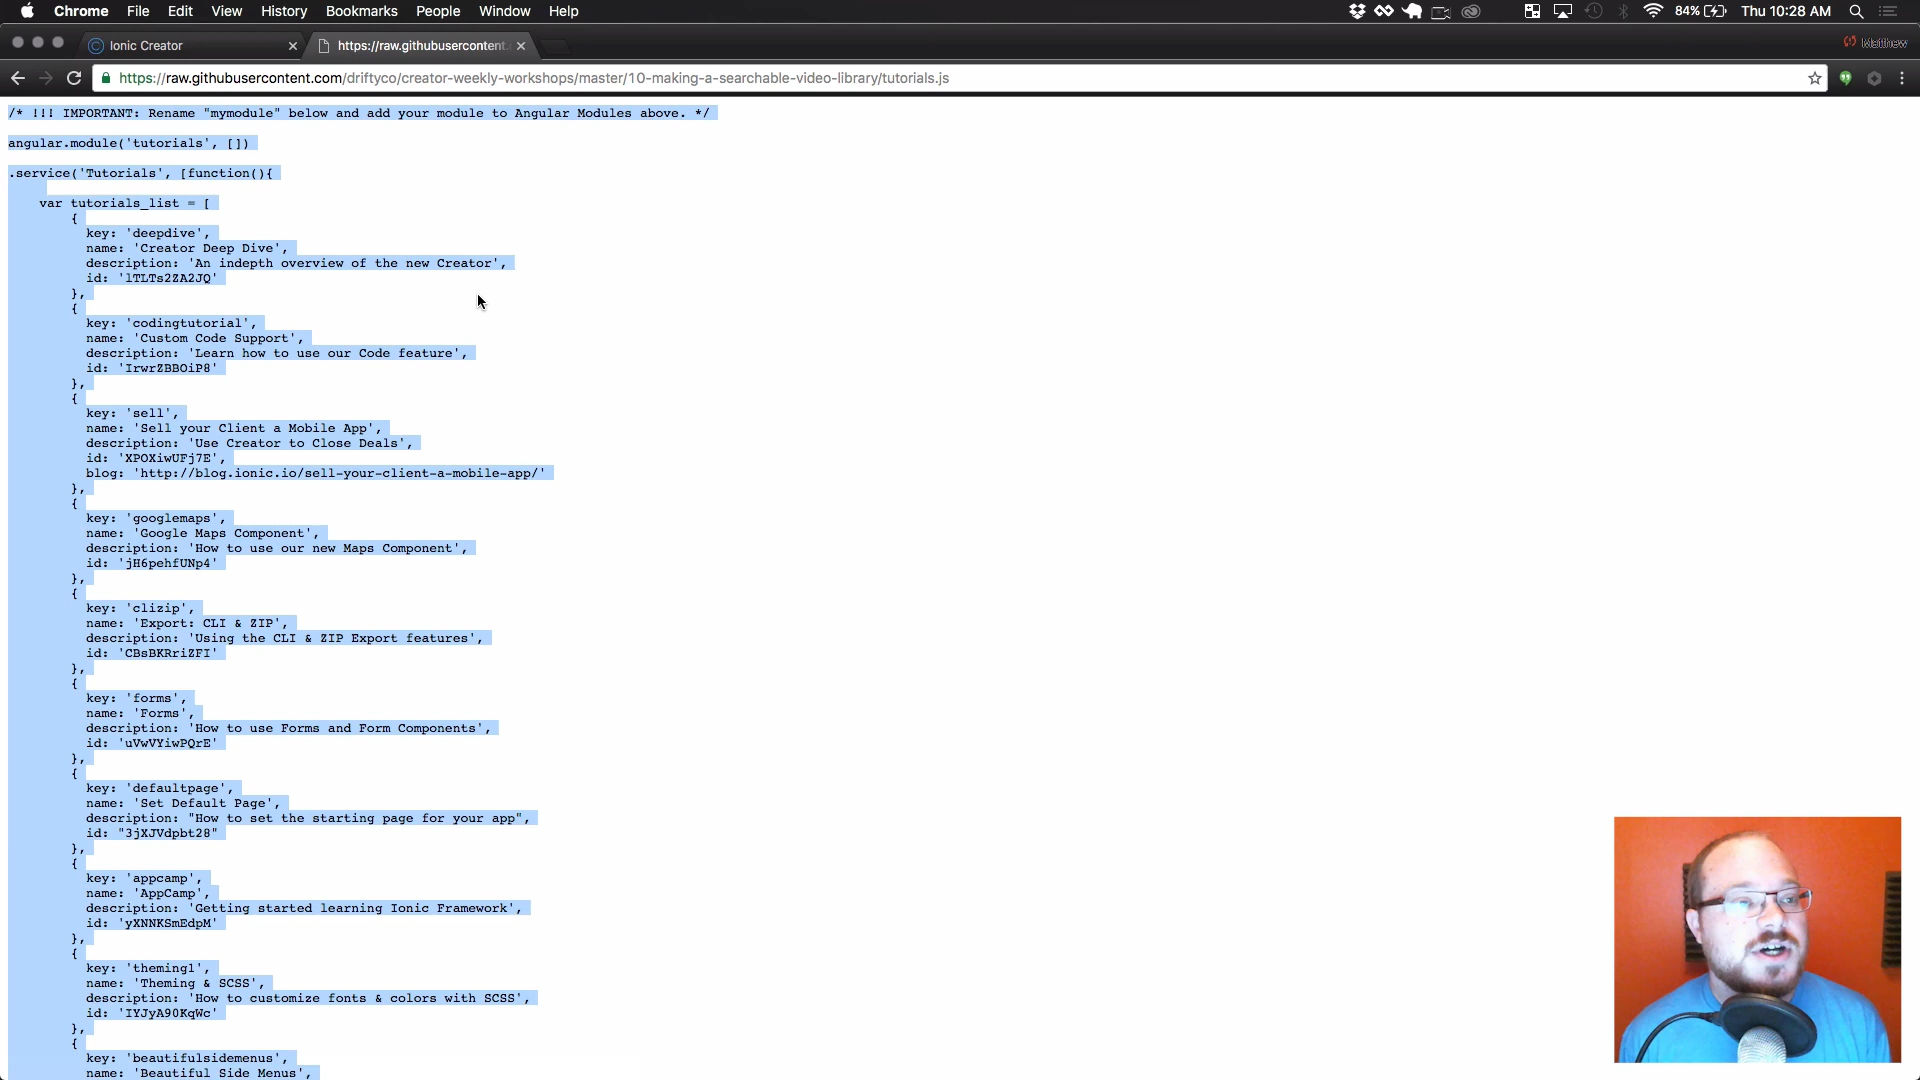 Chrome File Edit View History Bookmarks People Window Help 84% Thu 10:28 AM
Ionic Creator https://raw.githubusercontent. Matthew
https://raw.githubusercontent.com/driftyco/creator-weekly-workshops/master/10-making-a-searchable-video-library/tutorials.js
/* !!! IMPORTANT: Rename "mymodule" below and add your module to Angular Modules above. */
angular.module('tutorials', [])
.service('Tutorials', [function(){
var tutorials_list = [
{
key: 'deepdive',
name: 'Creator Deep Dive',
description: 'An indepth overview of the new Creator',
id: 'lTLTs2ZA2JQ'
},
{
key: 'codingtutorial',
name: 'Custom Code Support',
description: 'Learn how to use our Code feature',
id: 'IrwrZBBOiP8'
},
{
key: 'sell',
name: 'Sell your Client a Mobile App',
description: 'Use Creator to Close Deals',
id: 'XPOXiwUFj7E',
blog: 'http://blog.ionic.io/sell-your-client-a-mobile-app/'
},
{
key: 'googlemaps',
name: 'Google Maps Component',
description: 'How to use our new Maps Component',
id: 'jH6pehfUNp4'
},
{
key: 'clizip',
name: 'Export: CLI & ZIP',
description: 'Using the CLI & ZIP Export features',
id: 'CBsBKRriZFI'
},
{
key: 'forms',
name: 'Forms',
description: 'How to use Forms and Form Components',
id: 'uVwVYiwPQrE'
},
{
key: 'defaultpage',
name: 'Set Default Page',
description: "How to set the starting page for your app",
id: "3jXJVdpbt28"
},
{
key: 'appcamp',
name: 'AppCamp',
description: 'Getting started learning Ionic Framework',
id: 'yXNNKSmEdpM'
},
{
key: 'theming1',
name: 'Theming & SCSS',
description: 'How to customize fonts & colors with SCSS',
id: 'IYJyA90KqWc'
},
{
key: 'beautifulsidemenus',
name: 'Beautiful Side Menus',